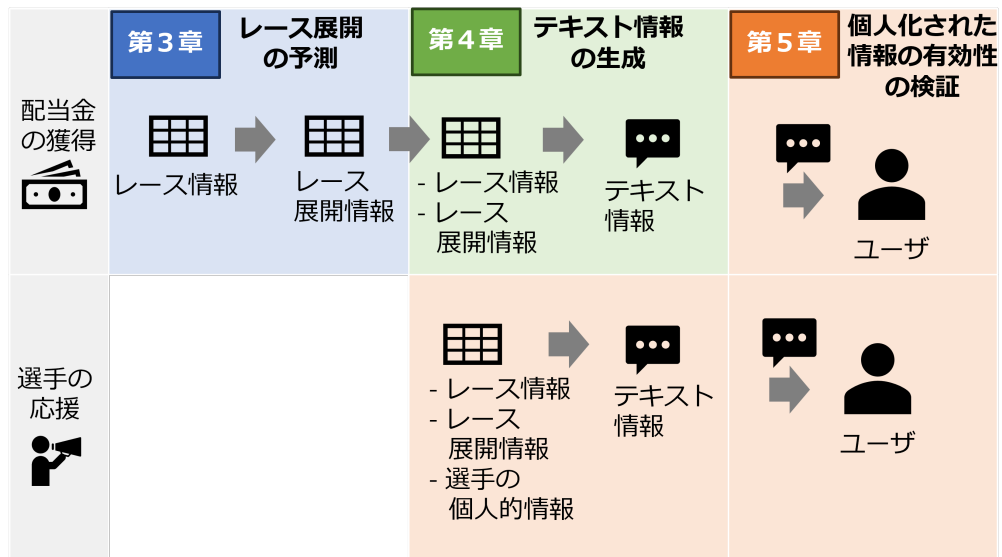 第３章
レース展開
の予測
第４章
テキスト情報
の生成
第５章
個人化された
情報の有効性
の検証
配当金
の獲得
レース情報
レース
展開情報
- レース情報
- レース
展開情報
テキスト
情報
ユーザ
選手の
応援
- レース情報
- レース
展開情報
- 選手の
個人的情報
テキスト
情報
ユーザ